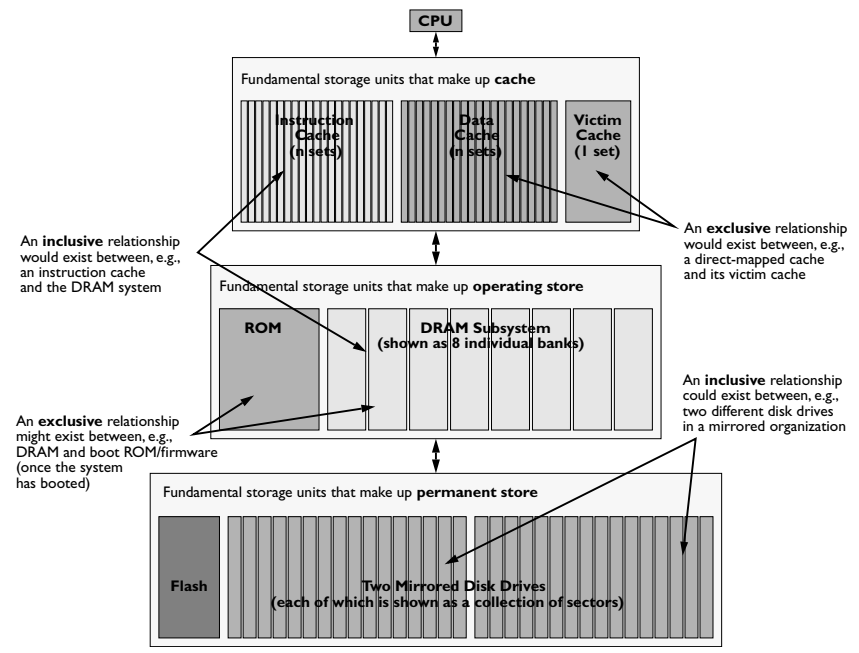 CPU
Fundamental storage units that make up cache
Instruction
Cache
(n sets)
Data
Cache
(n sets)
Victim
Cache
(1 set)
An inclusive relationship
would exist between, e.g.,
an instruction cache
and the DRAM system
An exclusive relationship
would exist between, e.g.,
a direct-mapped cache
and its victim cache
Fundamental storage units that make up operating store
ROM
DRAM Subsystem
(shown as 8 individual banks)
An exclusive relationship
might exist between, e.g.,
DRAM and boot ROM/firmware
(once the system
has booted)
An inclusive relationship
could exist between, e.g.,
two different disk drives
in a mirrored organization
Fundamental storage units that make up permanent store
Flash
Two Mirrored Disk Drives
(each of which is shown as a collection of sectors)